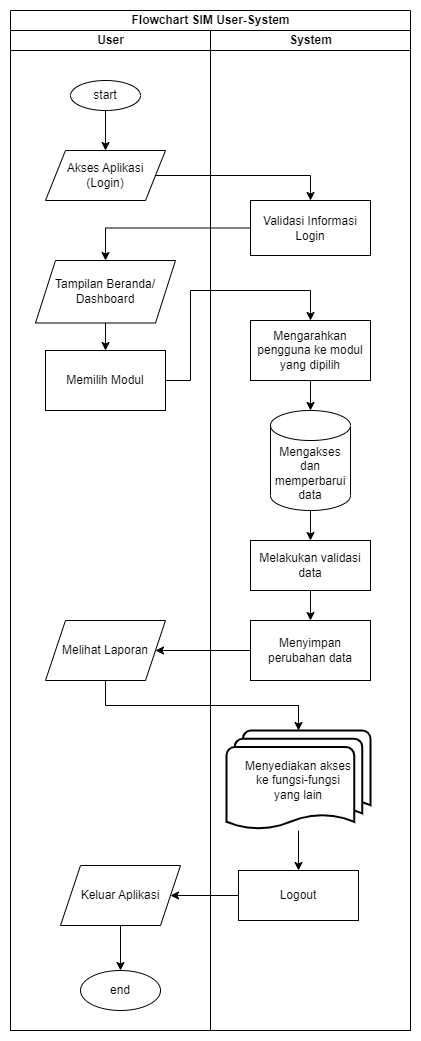 Flowchart SIM User-System
User
System
start
Akses Aplikasi
(Login)
Validasi Informasi
Login
Tampilan Beranda/
Dashboard
Memilih Modul
Mengarahkan
pengguna ke modul
yang dipilih
Mengakses
dan
memperbarui
data
Melakukan validasi
data
Melihat Laporan
Menyimpan
perubahan data
Menyediakan akses
ke fungsi-fungsi
yang lain
Logout
Keluar Aplikasi
end